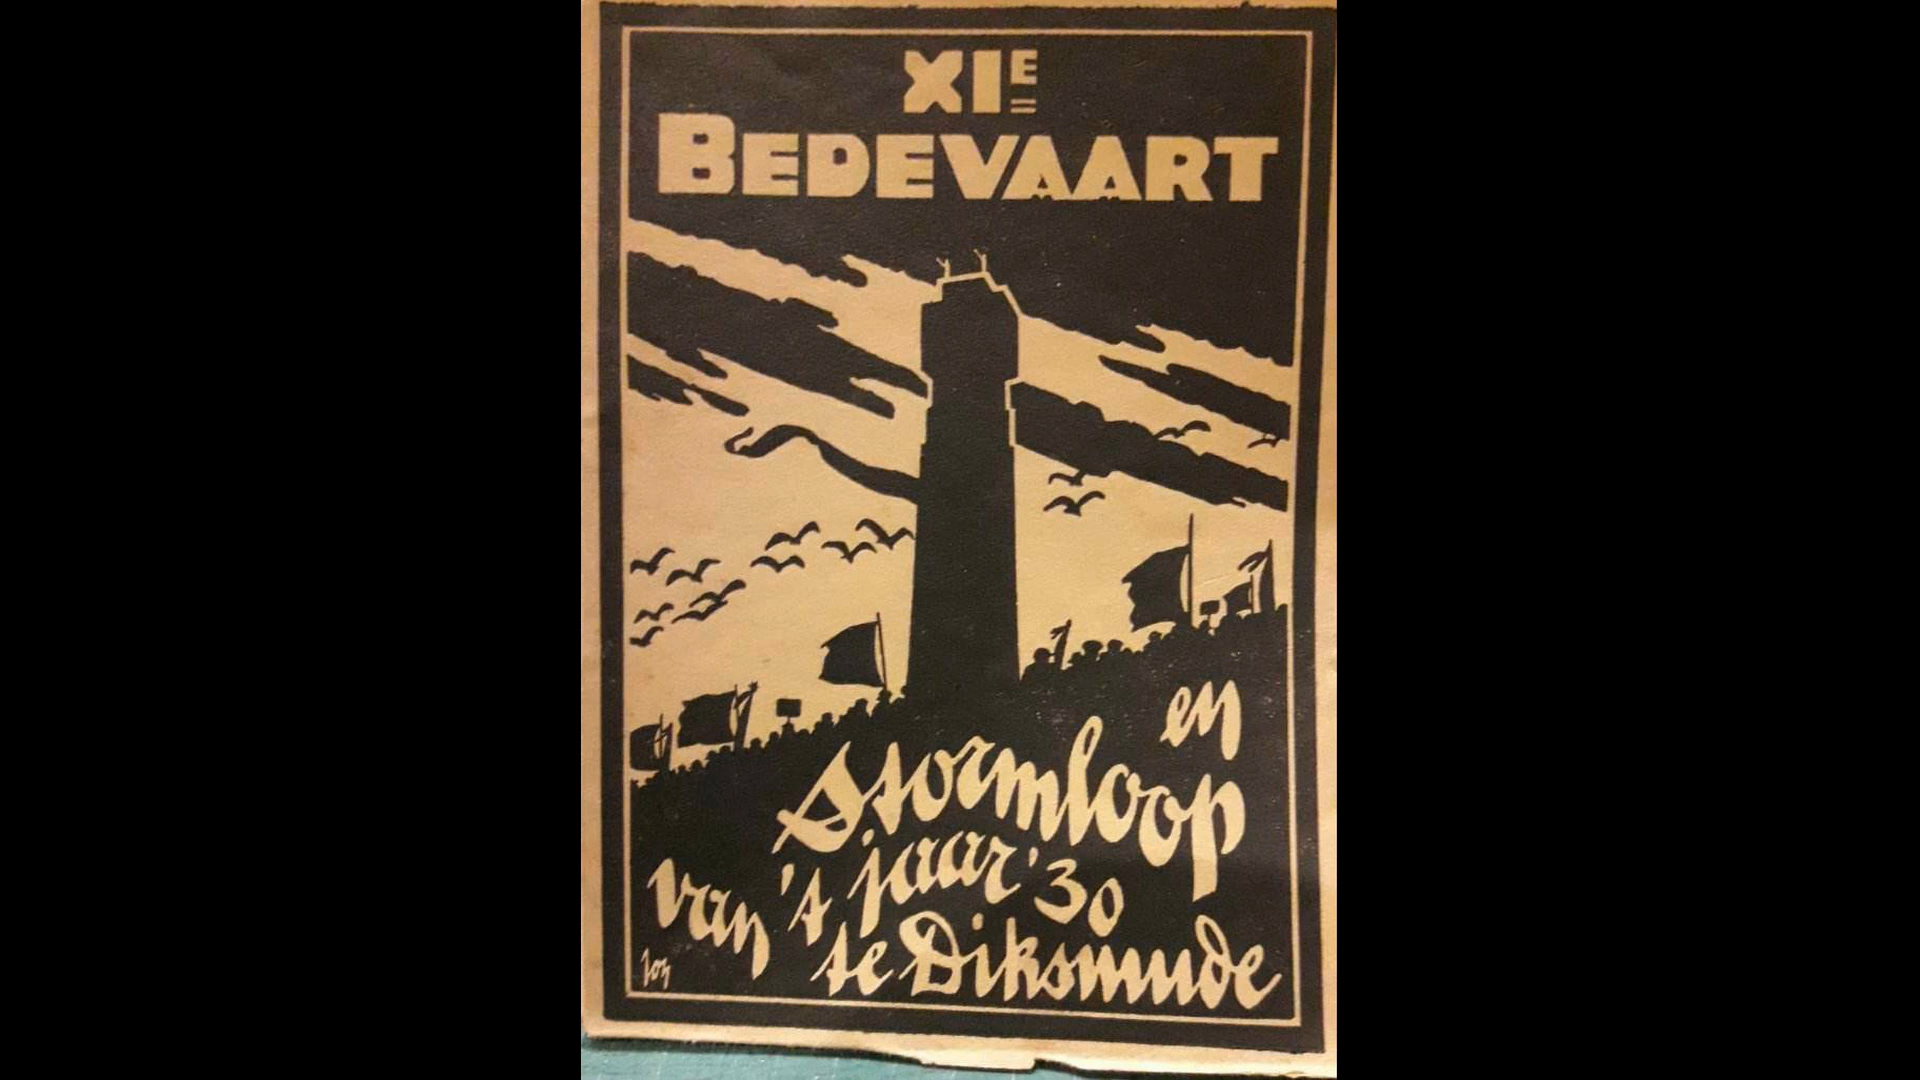 XIE
BEDEVAART
en
Stormloop
van 't jaar '30
te Diksmude